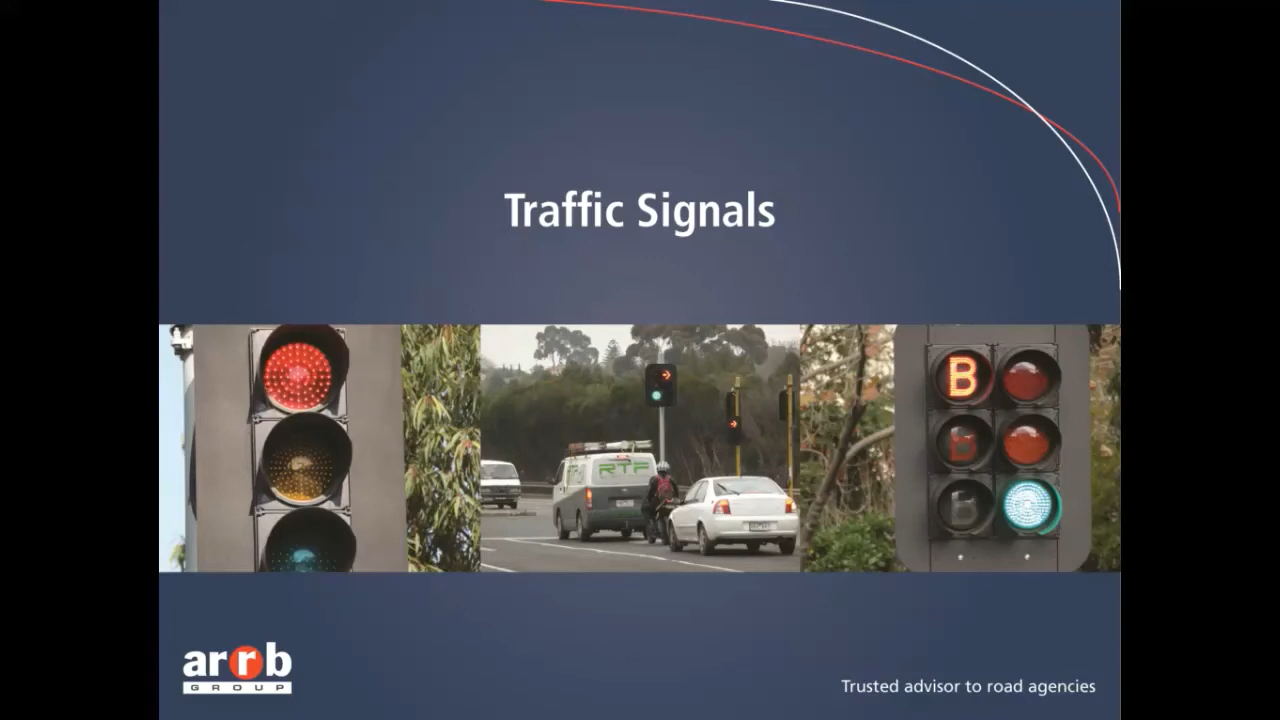 Traffic Signals
RTF
B
arrb
GROUP
Trusted advisor to road agencies